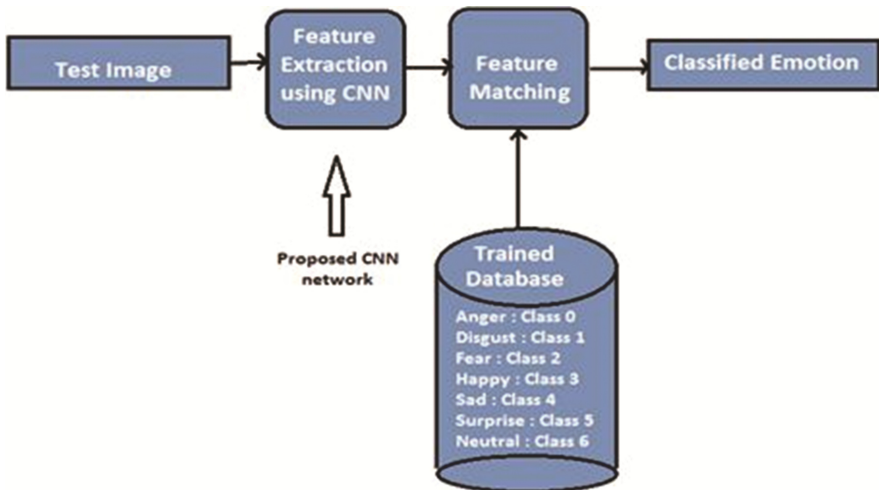 Test Image
Feature
Extraction
using CNN
Feature
Matching
Classified Emotion
Proposed CNN
network
Trained
Database
Anger : Class 0
Disgust : Class 1
Fear : Class 2
Happy : Class 3
Sad : Class 4
Surprise : Class 5
Neutral : Class 6